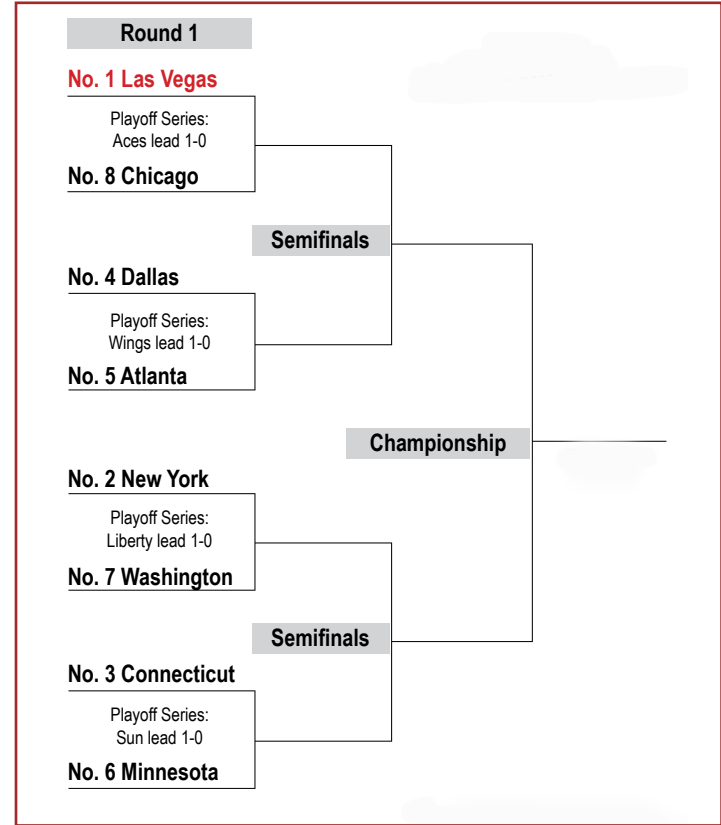 Round 1
No. 1 Las Vegas
Playoff Series:
Aces lead 1-0
No. 8 Chicago
Semifinals
No. 4 Dallas
Playoff Series:
Wings lead 1-0
No. 5 Atlanta
Championship
No. 2 New York
Playoff Series:
Liberty lead 1-0
No. 7 Washington
Semifinals
No. 3 Connecticut
Playoff Series:
Sun lead 1-0
No. 6 Minnesota